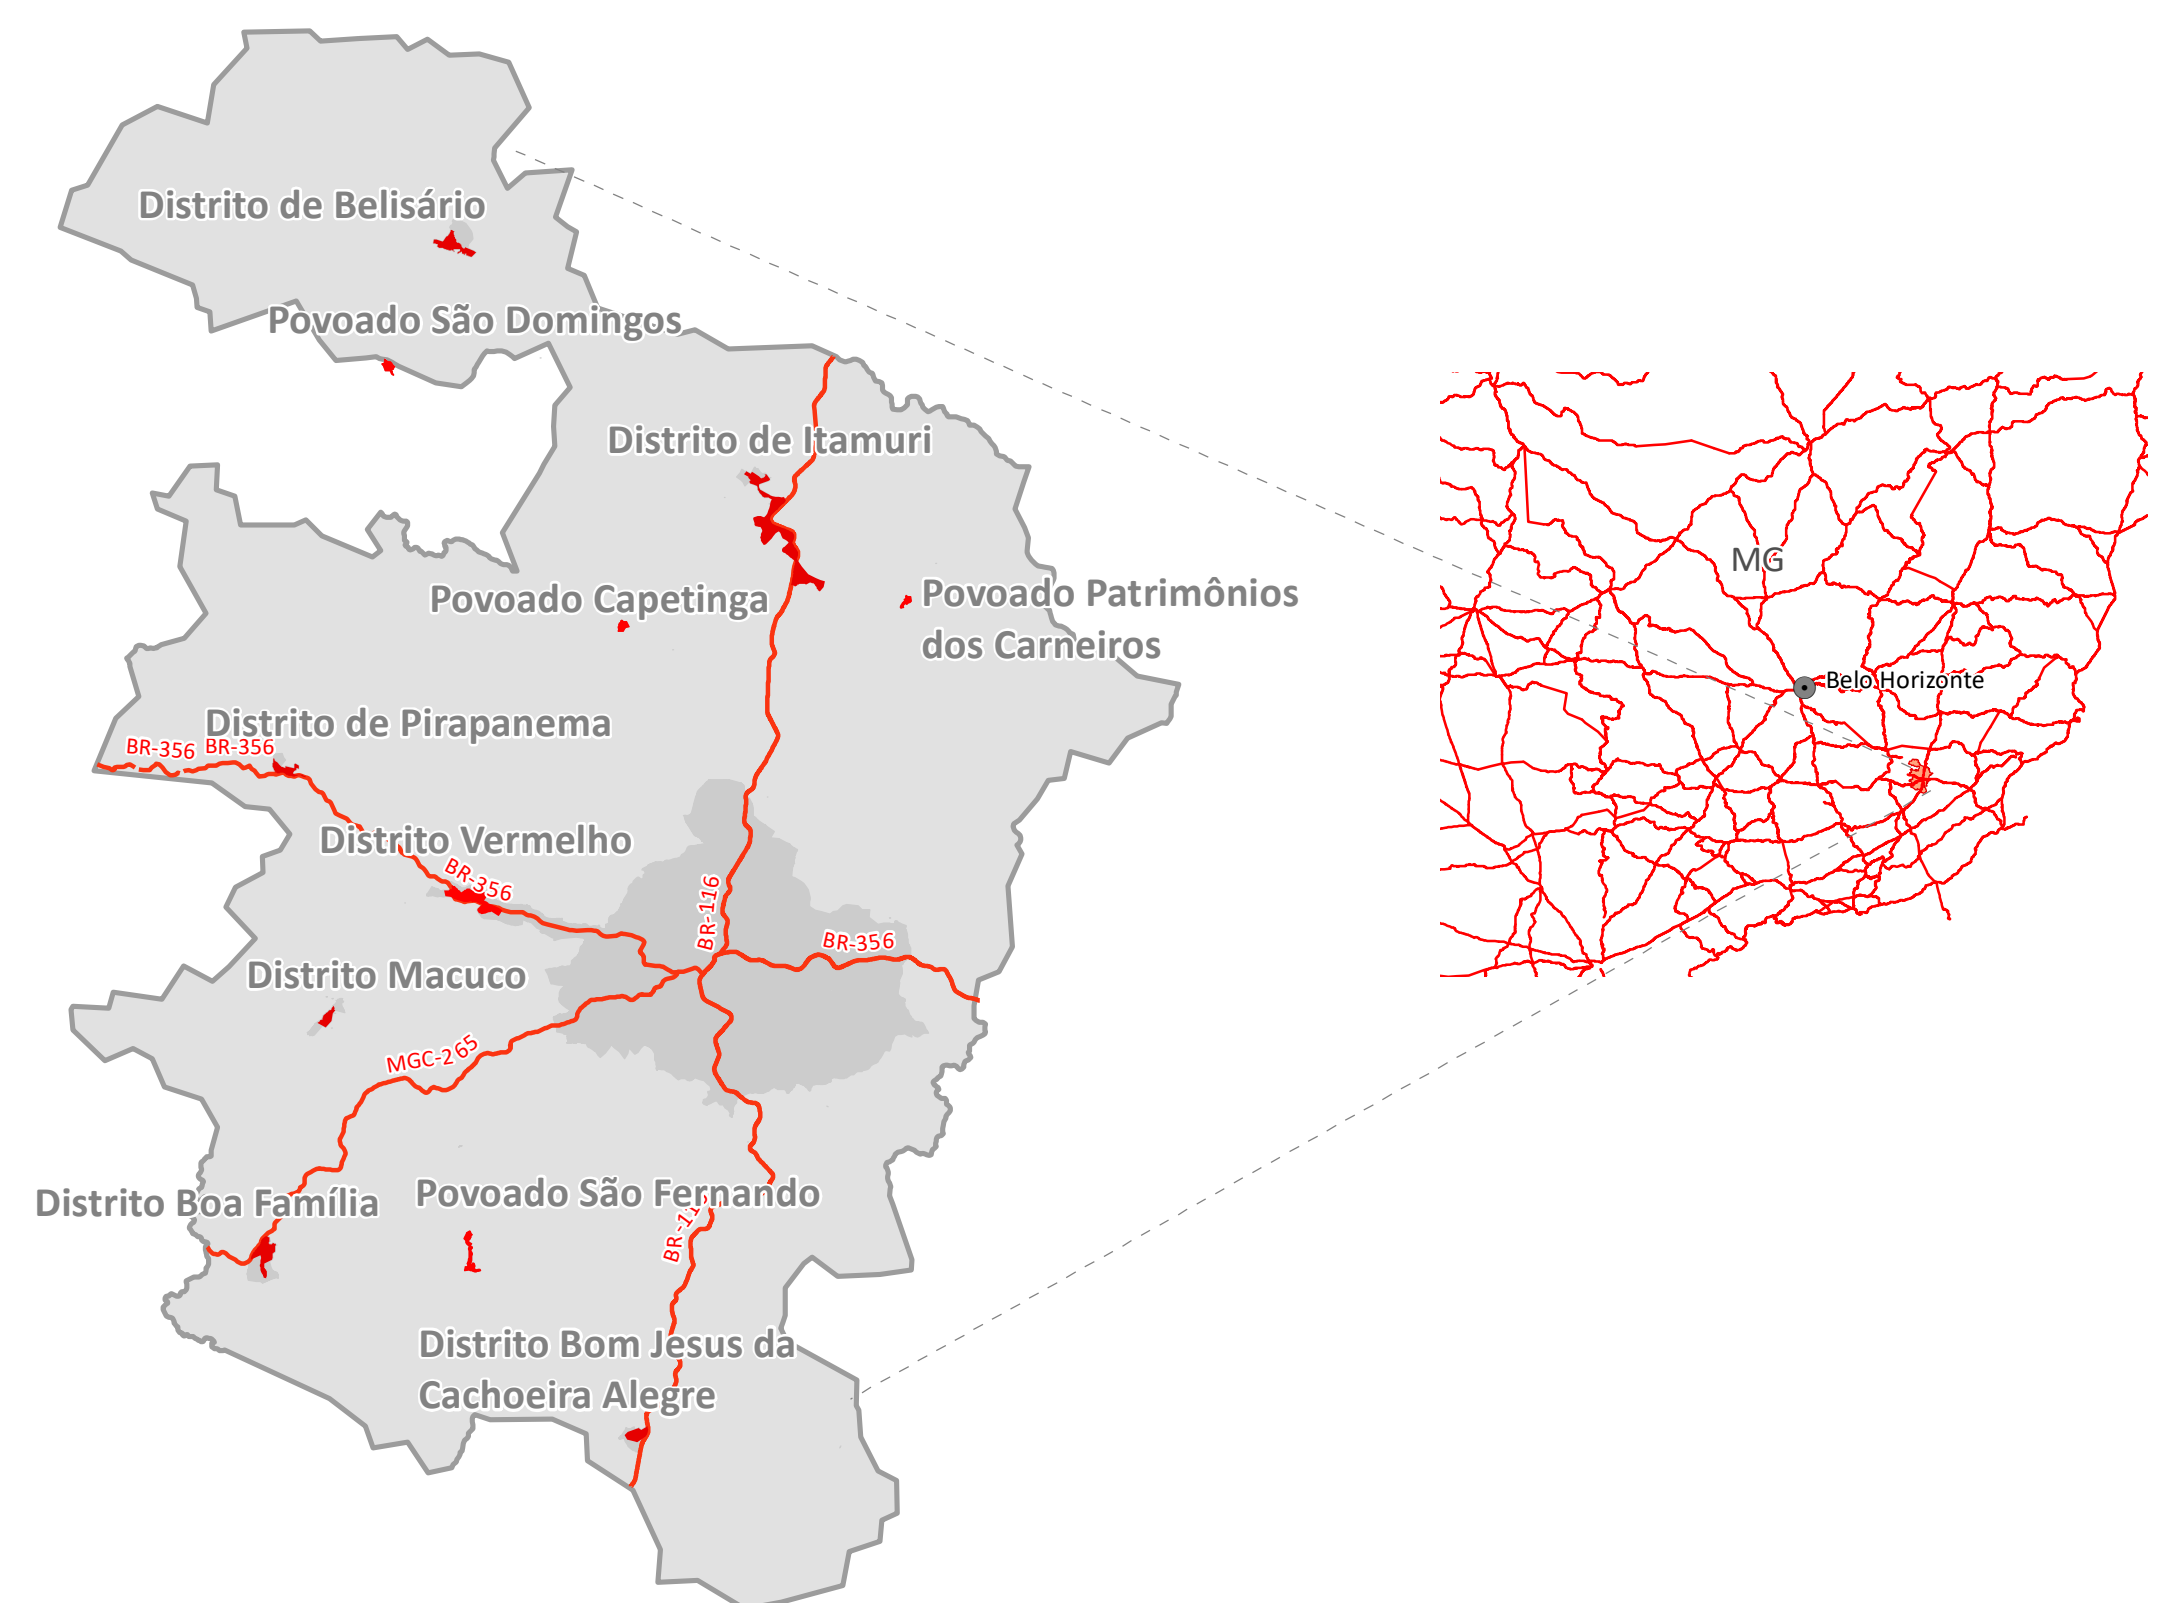 Distrito de Belisário
Povoado São Domingos
Distrito de Itamuri
MG
Povoado Capetinga
Povoado Patrimônios
dos Carneiros
Belo Horizonte
Distrito de Pirapanema
BR-356
BR-356
Distrito Vermelho
BR-356
BR-116
BR-356
Distrito Macuco
MGC-265
Distrito Boa Família
Povoado São Fernando
BR-11
Distrito Bom Jesus da
Cachoeira Alegre